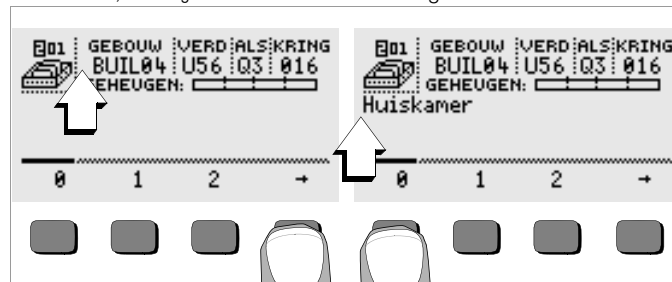 01 GEBOUW VERD ALS KRING
BUIL04 U56 Q3 016
GEHEUGEN:
0 1 2 →
01 GEBOUW VERD ALS KRING
BUIL04 U56 Q3 016
GEHEUGEN:
Huiskamer
0 1 2 →